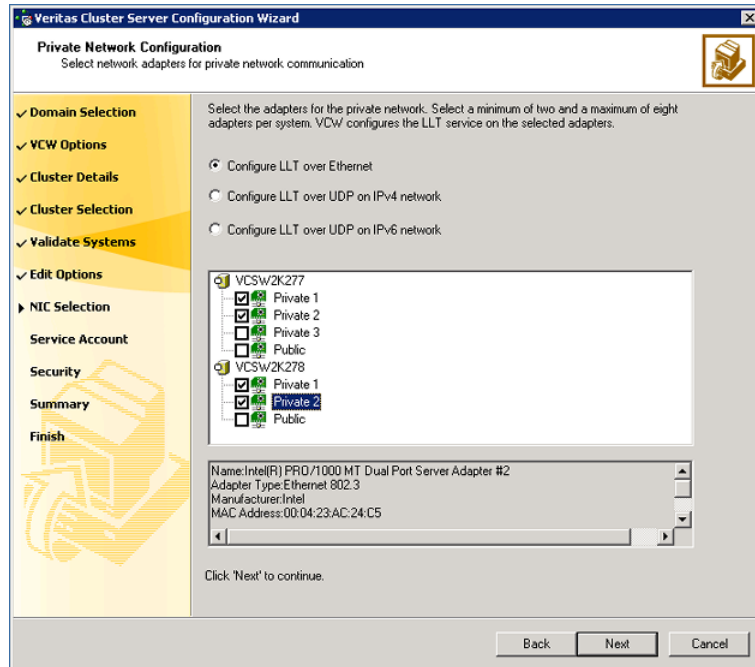 Veritas Cluster Server Configuration Wizard
Private Network Configuration
Select network adapters for private network communication
Domain Selection
VCW Options
Cluster Details
Cluster Selection
Validate Systems
Edit Options
NIC Selection
Service Account
Security
Summary
Finish
Select the adapters for the private network. Select a minimum of two and a maximum of eight
adapters per system. VCW configures the LLT service on the selected adapters.
Configure LLT over Ethernet
Configure LLT over UDP on IPv4 network
Configure LLT over UDP on IPv6 network
VCSW2K277
Private 1
Private 2
Private 3
Public
VCSW2K278
Private 1
Private 2
Public
Name:Intel(R) PRO/1000 MT Dual Port Server Adapter #2
Adapter Type:Ethernet 802.3
Manufacturer:Intel
MAC Address:00:04:23:AC:24:C5
Click 'Next' to continue.
Back
Next
Cancel